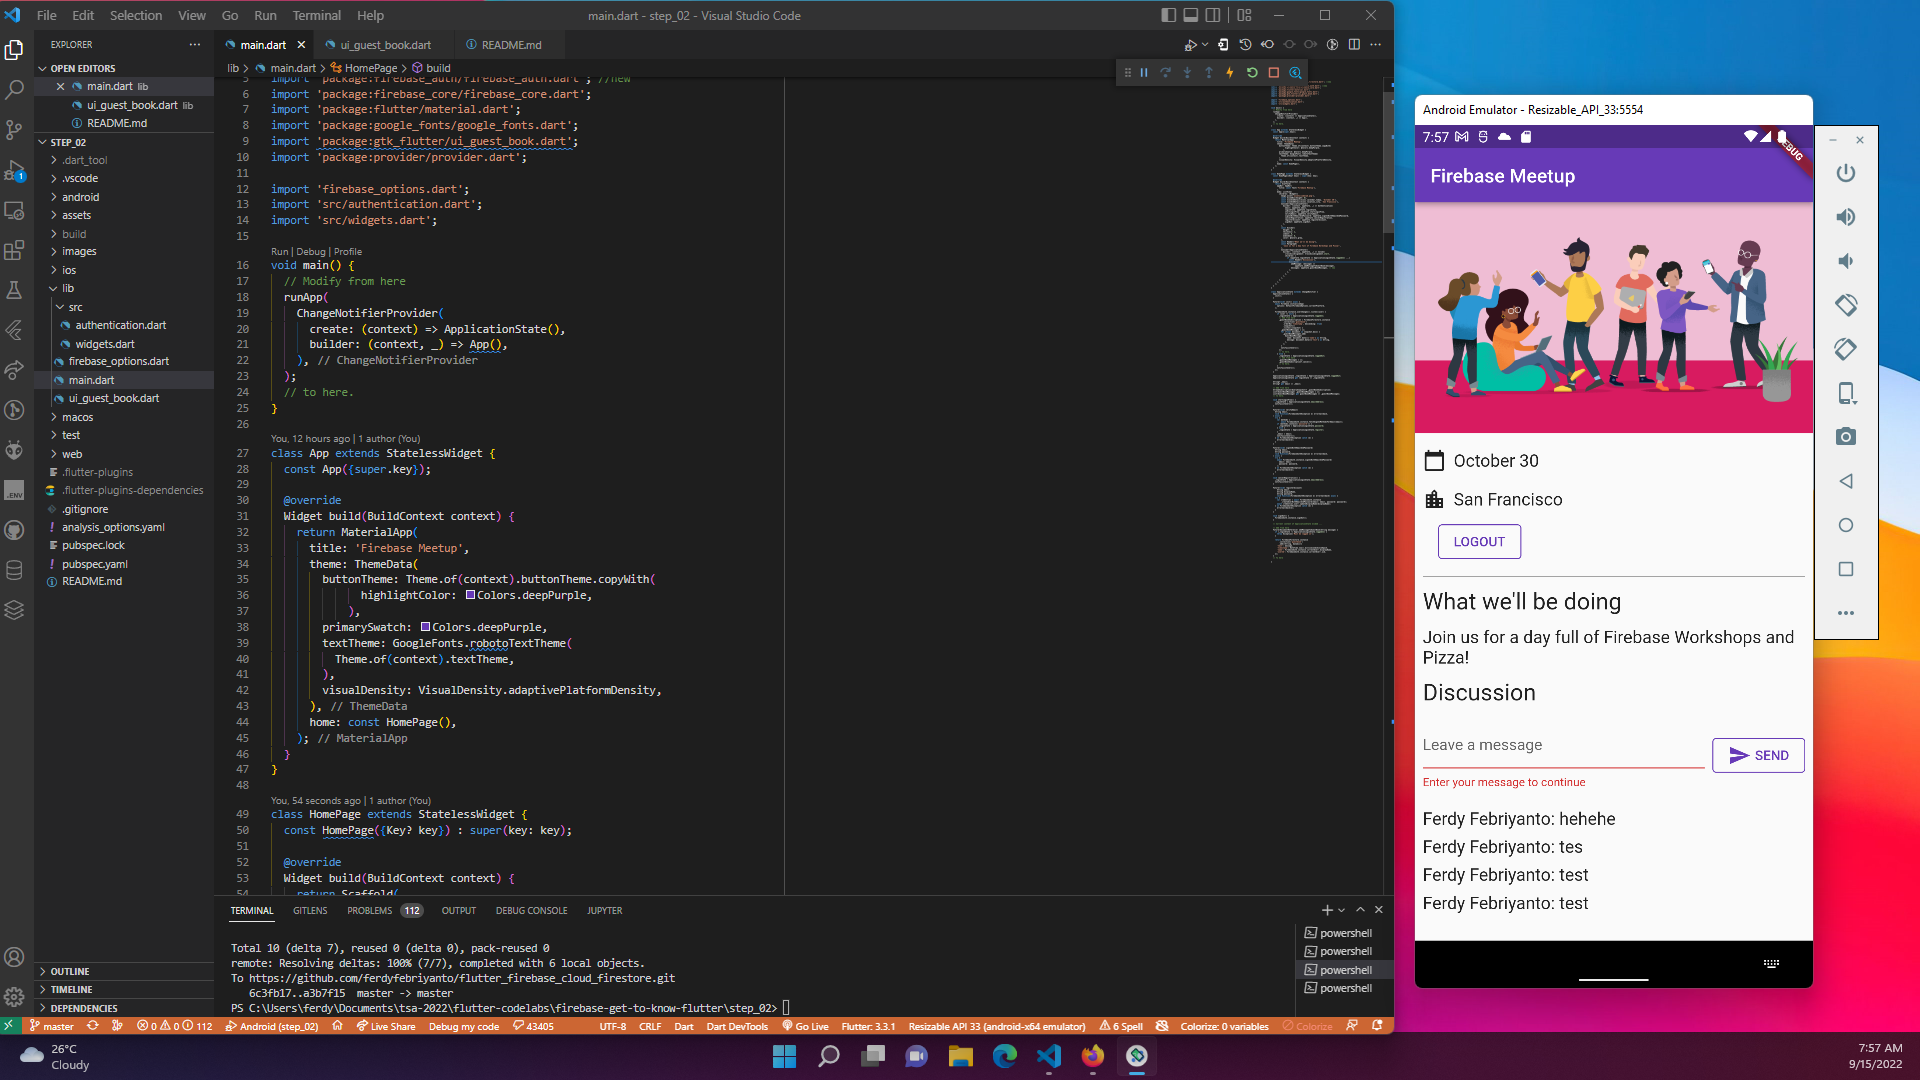 File Edit Selection View Go Run Terminal Help
main.dart - step_02 - Visual Studio Code
EXPLORER
OPEN EDITORS
main.dart lib
ui_guest_book.dart lib
README.md
STEP_02
.dart_tool
.vscode
android
assets
build
images
ios
lib
src
authentication.dart
widgets.dart
firebase_options.dart
main.dart
ui_guest_book.dart
macos
test
web
.flutter-plugins
.flutter-plugins-dependencies
.gitignore
analysis_options.yaml
pubspec.lock
pubspec.yaml
README.md
OUTLINE
TIMELINE
DEPENDENCIES
main.dart
ui_guest_book.dart
README.md
lib > main.dart > HomePage > build
5 import 'package:firebase_auth/firebase_auth.dart'; //new
6 import 'package:firebase_core/firebase_core.dart';
7 import 'package:flutter/material.dart';
8 import 'package:google_fonts/google_fonts.dart';
9 import 'package:gtk_flutter/ui_guest_book.dart';
10 import 'package:provider/provider.dart';
11
12 import 'firebase_options.dart';
13 import 'src/authentication.dart';
14 import 'src/widgets.dart';
15
Run | Debug | Profile
16 void main() {
17 // Modify from here
18 runApp(
19 ChangeNotifierProvider(
20 create: (context) => ApplicationState(),
21 builder: (context, _) => App(),
22 ), // ChangeNotifierProvider
23 );
24 // to here.
25 }
26
You, 12 hours ago | 1 author (You)
27 class App extends StatelessWidget {
28 const App({super.key});
29
30 @override
31 Widget build(BuildContext context) {
32 return MaterialApp(
33 title: 'Firebase Meetup',
34 theme: ThemeData(
35 buttonTheme: Theme.of(context).buttonTheme.copyWith(
36 highlightColor: Colors.deepPurple,
37 ),
38 primarySwatch: Colors.deepPurple,
39 textTheme: GoogleFonts.robotoTextTheme(
40 Theme.of(context).textTheme,
41 ),
42 visualDensity: VisualDensity.adaptivePlatformDensity,
43 ), // ThemeData
44 home: const HomePage(),
45 ); // MaterialApp
46 }
47 }
48
You, 54 seconds ago | 1 author (You)
49 class HomePage extends StatelessWidget {
50 const HomePage({Key? key}) : super(key: key);
51
52 @override
53 Widget build(BuildContext context) {
54 return Scaffold(
TERMINAL GITLENS PROBLEMS 112 OUTPUT DEBUG CONSOLE JUPYTER
Total 10 (delta 7), reused 0 (delta 0), pack-reused 0
remote: Resolving deltas: 100% (7/7), completed with 6 local objects.
To https://github.com/ferdyfebriyanto/flutter_firebase_cloud_firestore.git
6c3fb17..a3b7f15 master -> master
PS C:\Users\ferdy\Documents\tsa-2022\flutter-codelabs\firebase-get-to-know-flutter\step_02>
powershell
powershell
powershell
powershell
master 0 0 112 Android (step_02) Live Share Debug my code 43405 UTF-8 CRLF Dart Dart DevTools Go Live Flutter: 3.3.1 Resizable API 33 (android-x64 emulator) 6 Spell Colorize: 0 variables Colorize
.ENV
1
Android Emulator - Resizable_API_33:5554
7:57
DEBUG
Firebase Meetup
October 30
San Francisco
LOGOUT
What we'll be doing
Join us for a day full of Firebase Workshops and
Pizza!
Discussion
Leave a message
SEND
Enter your message to continue
Ferdy Febriyanto: hehehe
Ferdy Febriyanto: tes
Ferdy Febriyanto: test
Ferdy Febriyanto: test
26°C
Cloudy
7:57 AM
9/15/2022